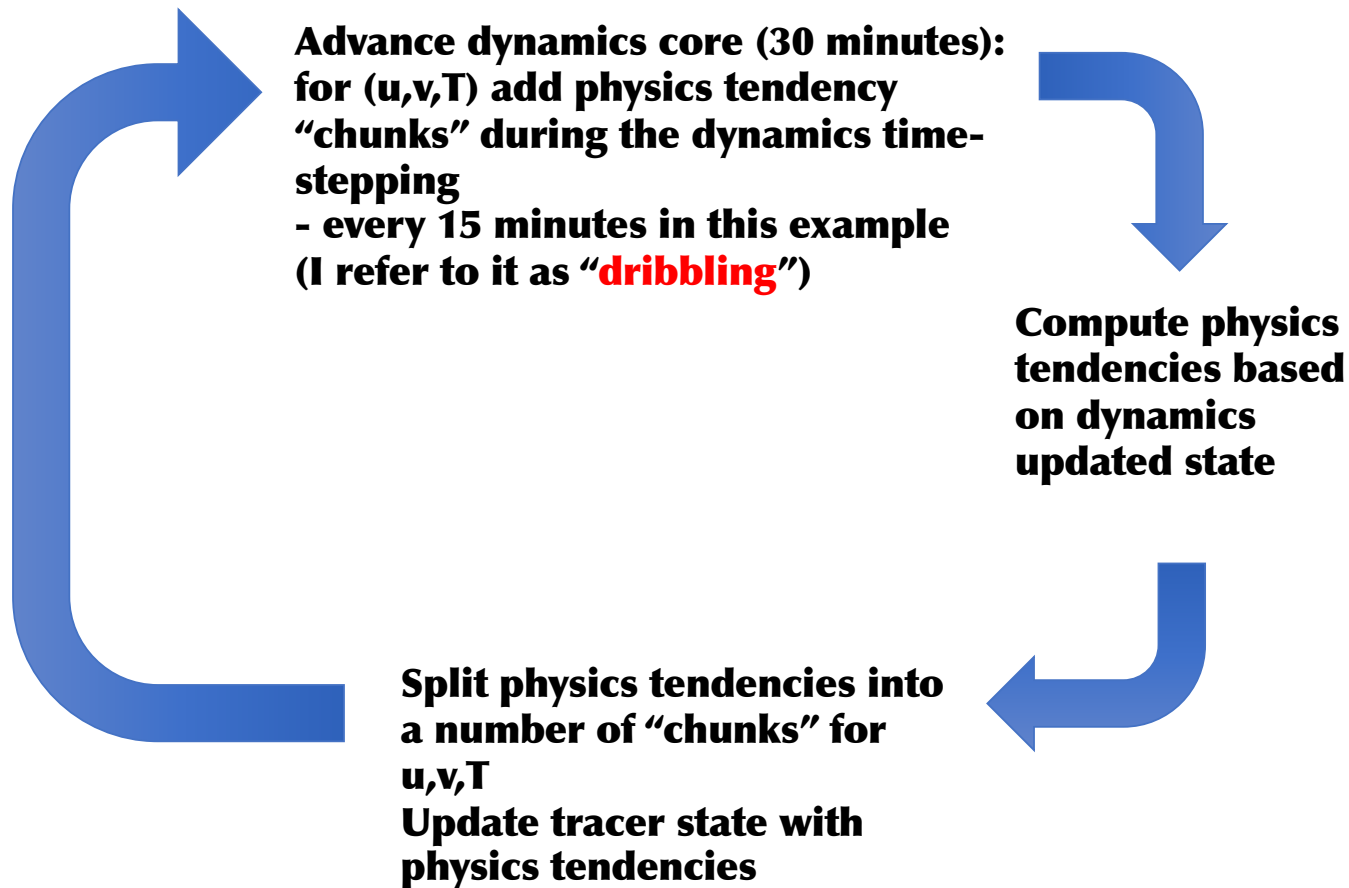 Advance dynamics core (30 minutes):
for (u,v,T) add physics tendency
“chunks” during the dynamics time-
stepping
- every 15 minutes in this example
(I refer to it as “dribbling”)
Compute physics
tendencies based
on dynamics
updated state
Split physics tendencies into
a number of “chunks” for
u,v,T
Update tracer state with
physics tendencies